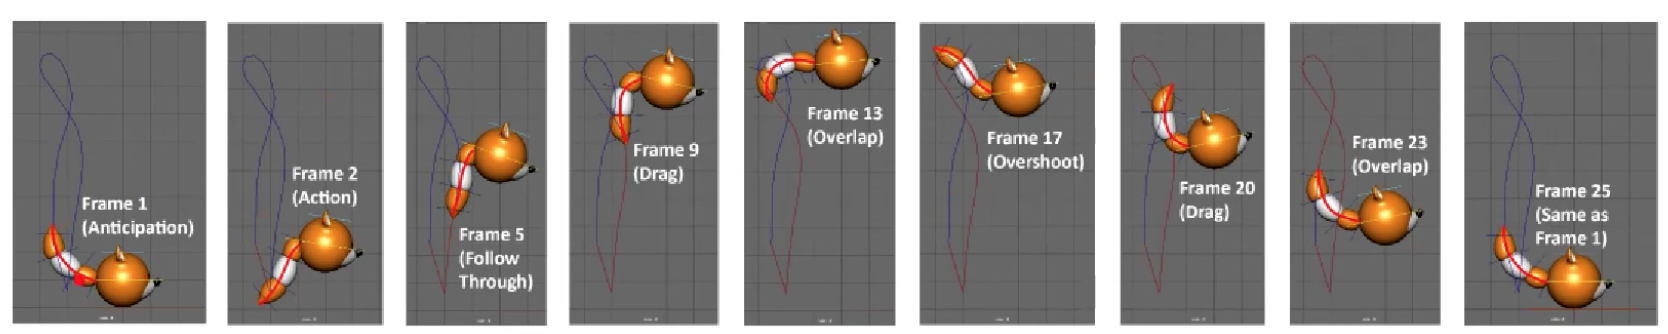 Frame 1
(Anticipation)
Frame 2
(Action)
Frame 5
(Follow
Through)
Frame 9
(Drag)
Frame 13
(Overlap)
Frame 17
(Overshoot)
Frame 20
(Drag)
Frame 23
(Overlap)
Frame 25
(Same as
Frame 1)